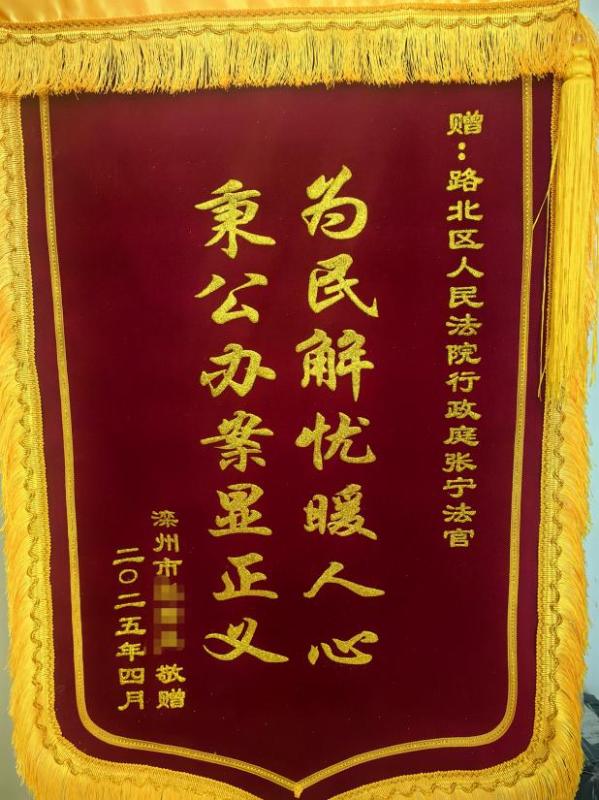 赠：路北区人民法院行政庭张宁法官
为民解忧暖人心
秉公办案显正义
滦州市 敬赠
二〇二五年四月